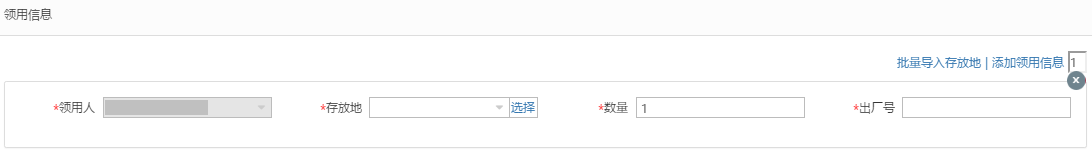 领用信息
批量导入存放地 | 添加领用信息 1
*领用人 *存放地 选择 *数量 1 *出厂号